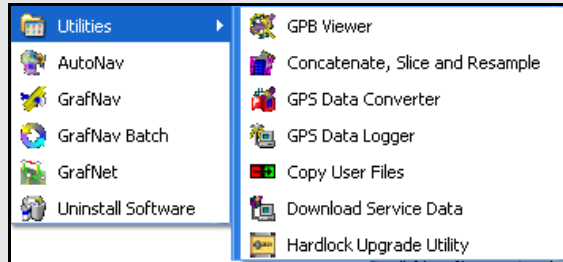 Utilities
AutoNav
GrafNav
GrafNav Batch
GrafNet
Uninstall Software
GPB Viewer
Concatenate, Slice and Resample
GPS Data Converter
GPS Data Logger
Copy User Files
Download Service Data
Hardlock Upgrade Utility